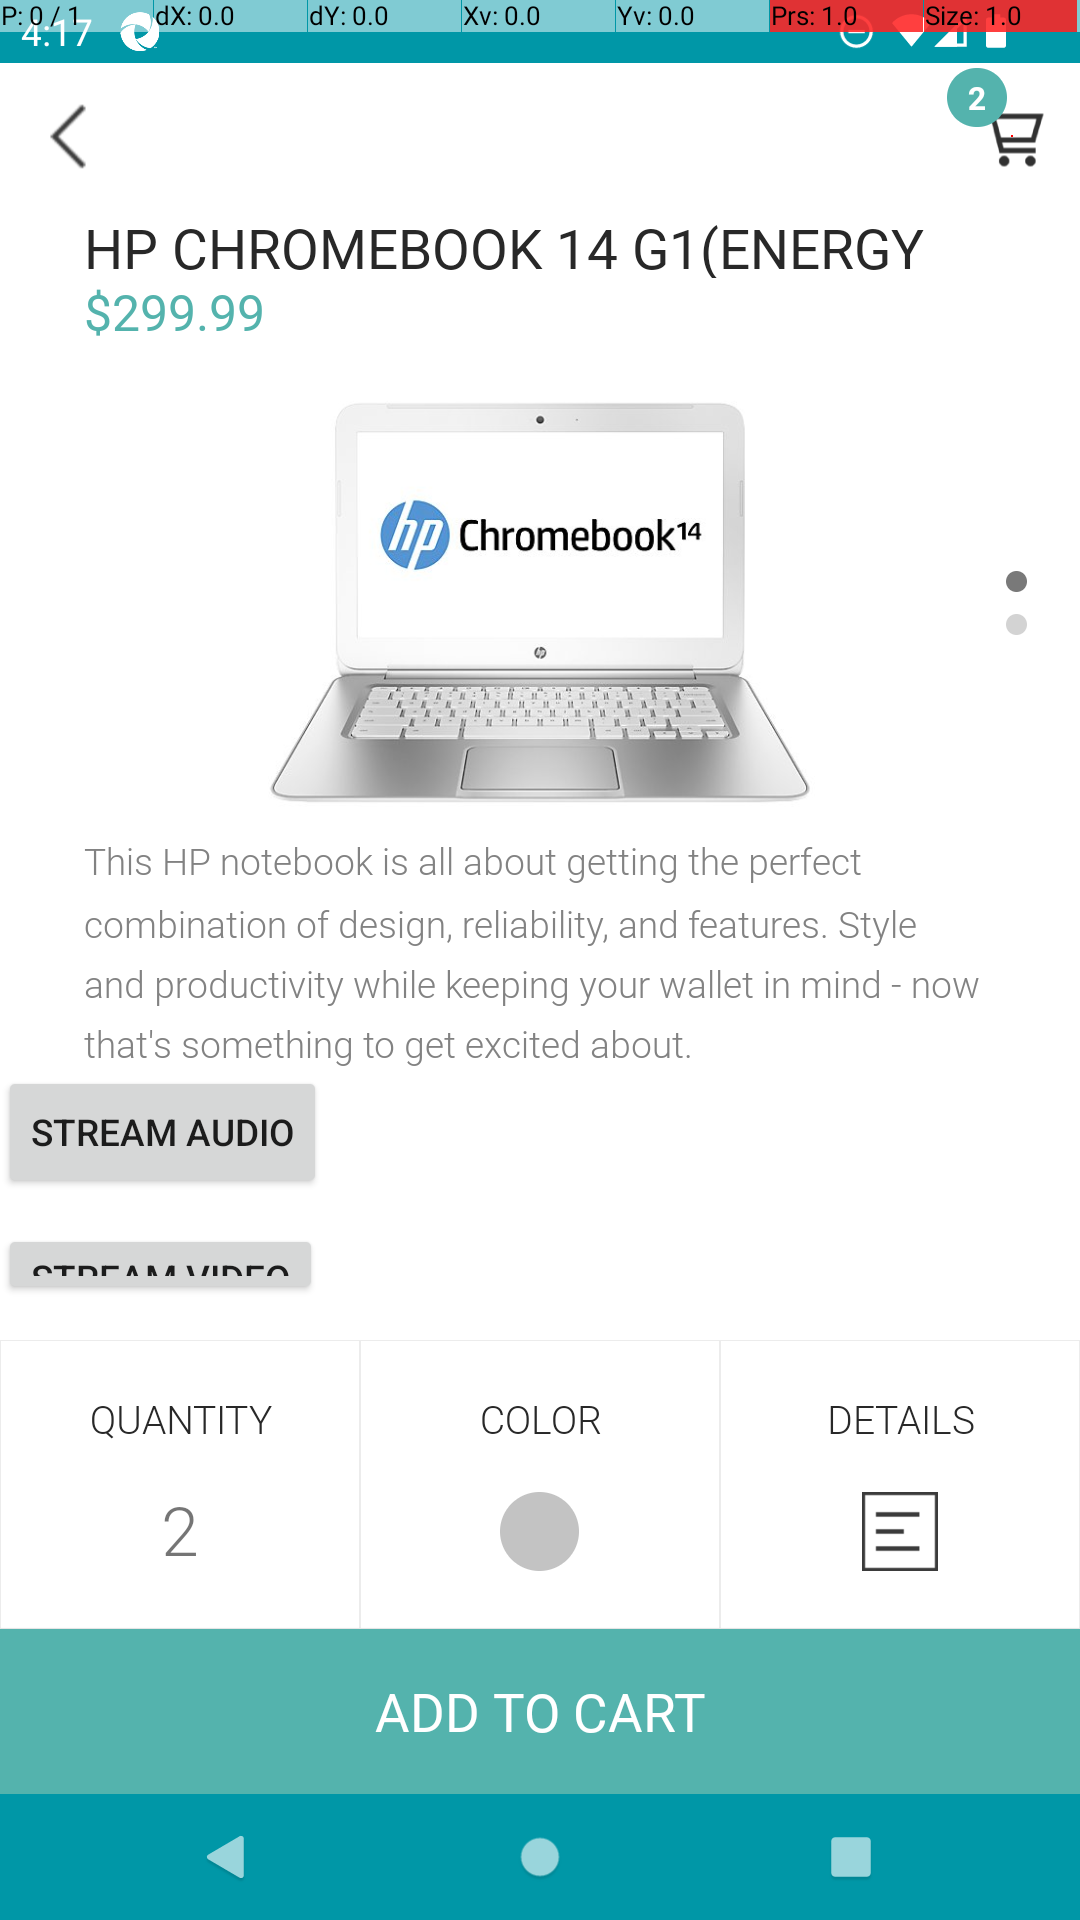 P: 0 / 1 dX: 0.0 dY: 0.0 Xv: 0.0 Yv: 0.0 Prs: 1.0 Size: 1.0
4:17
2
HP CHROMEBOOK 14 G1(ENERGY
$299.99
hp Chromebook14
hp
This HP notebook is all about getting the perfect
combination of design, reliability, and features. Style
and productivity while keeping your wallet in mind - now
that's something to get excited about.
STREAM AUDIO
STREAM VIDEO
QUANTITY COLOR DETAILS
2
ADD TO CART